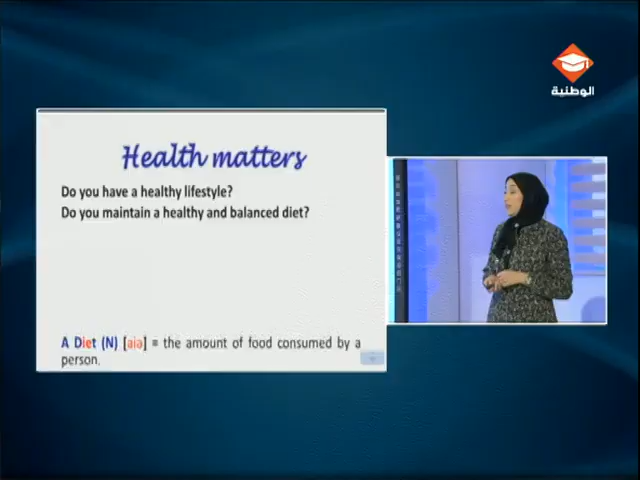 الوطنية
Health matters
Do you have a healthy lifestyle?
Do you maintain a healthy and balanced diet?
A Diet (N) [aiə] = the amount of food consumed by a
person.